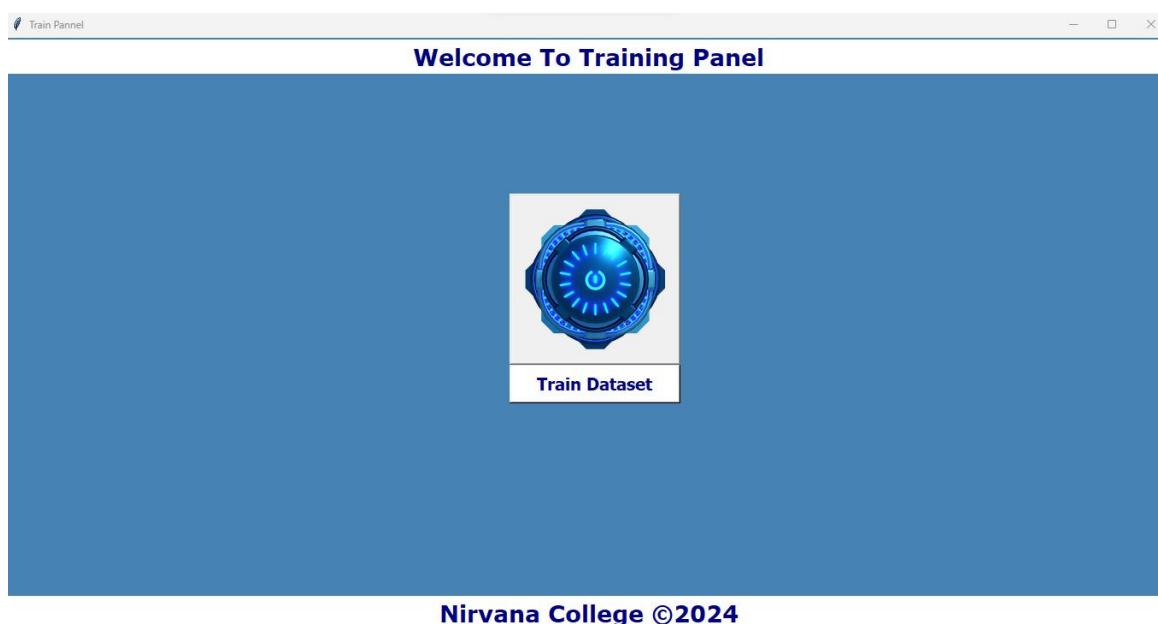 Train Pannel
Welcome To Training Panel
Train Dataset
Nirvana College ©2024